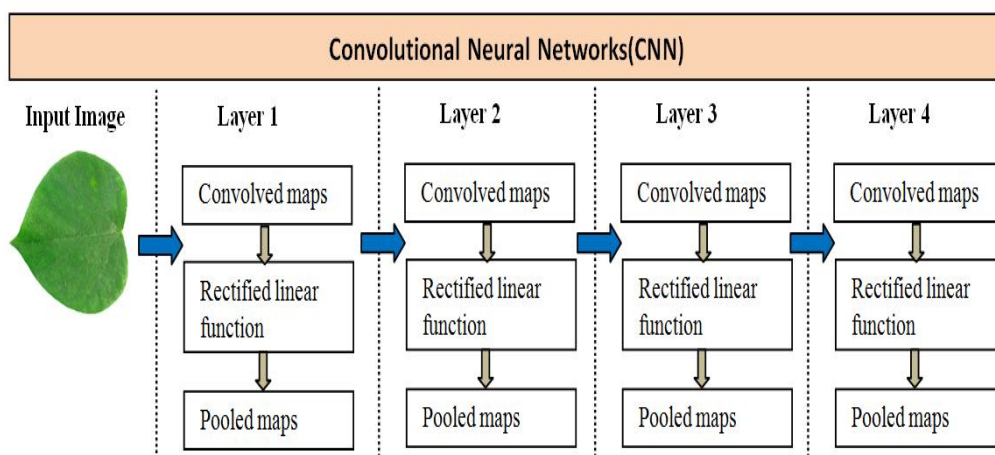 Convolutional Neural Networks(CNN)
Input Image
Layer 1
Layer 2
Layer 3
Layer 4
Convolved maps
Rectified linear
function
Pooled maps
Convolved maps
Rectified linear
function
Pooled maps
Convolved maps
Rectified linear
function
Pooled maps
Convolved maps
Rectified linear
function
Pooled maps